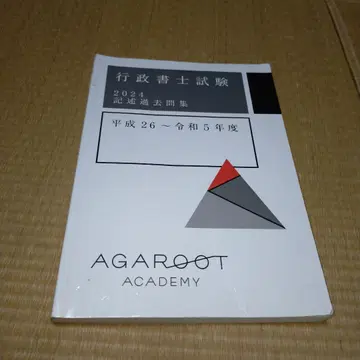 行政書士試験
2024
記述過去問集
平成26～令和5年度
AGAROOT
ACADEMY